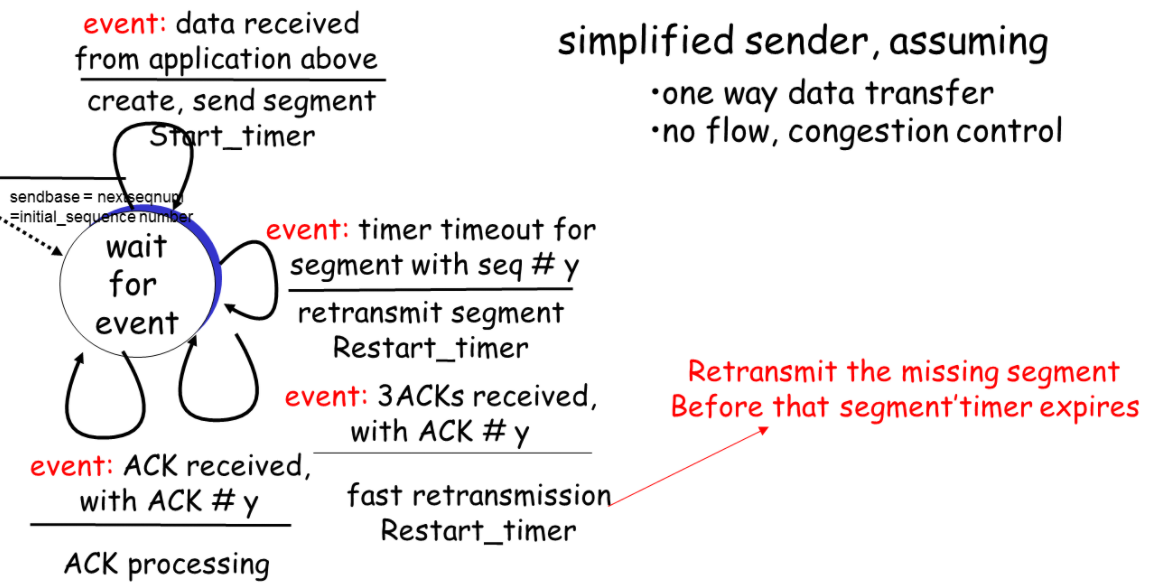 event: data received
from application above
create, send segment
Start_timer
simplified sender, assuming
•one way data transfer
•no flow, congestion control
sendbase = nextseqnum
=initial_sequence number
wait
for
event
event: timer timeout for
segment with seq # y
retransmit segment
Restart_timer
event: 3ACKs received,
with ACK # y
fast retransmission
Restart_timer
Retransmit the missing segment
Before that segment'timer expires
event: ACK received,
with ACK # y
ACK processing